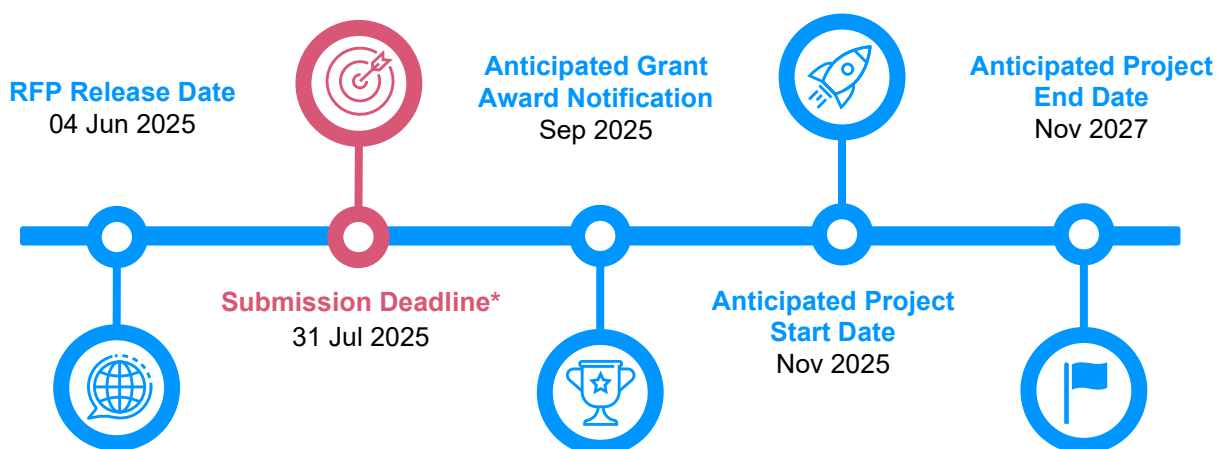 RFP Release Date
04 Jun 2025
Submission Deadline*
31 Jul 2025
Anticipated Grant
Award Notification
Sep 2025
Anticipated Project
Start Date
Nov 2025
Anticipated Project
End Date
Nov 2027